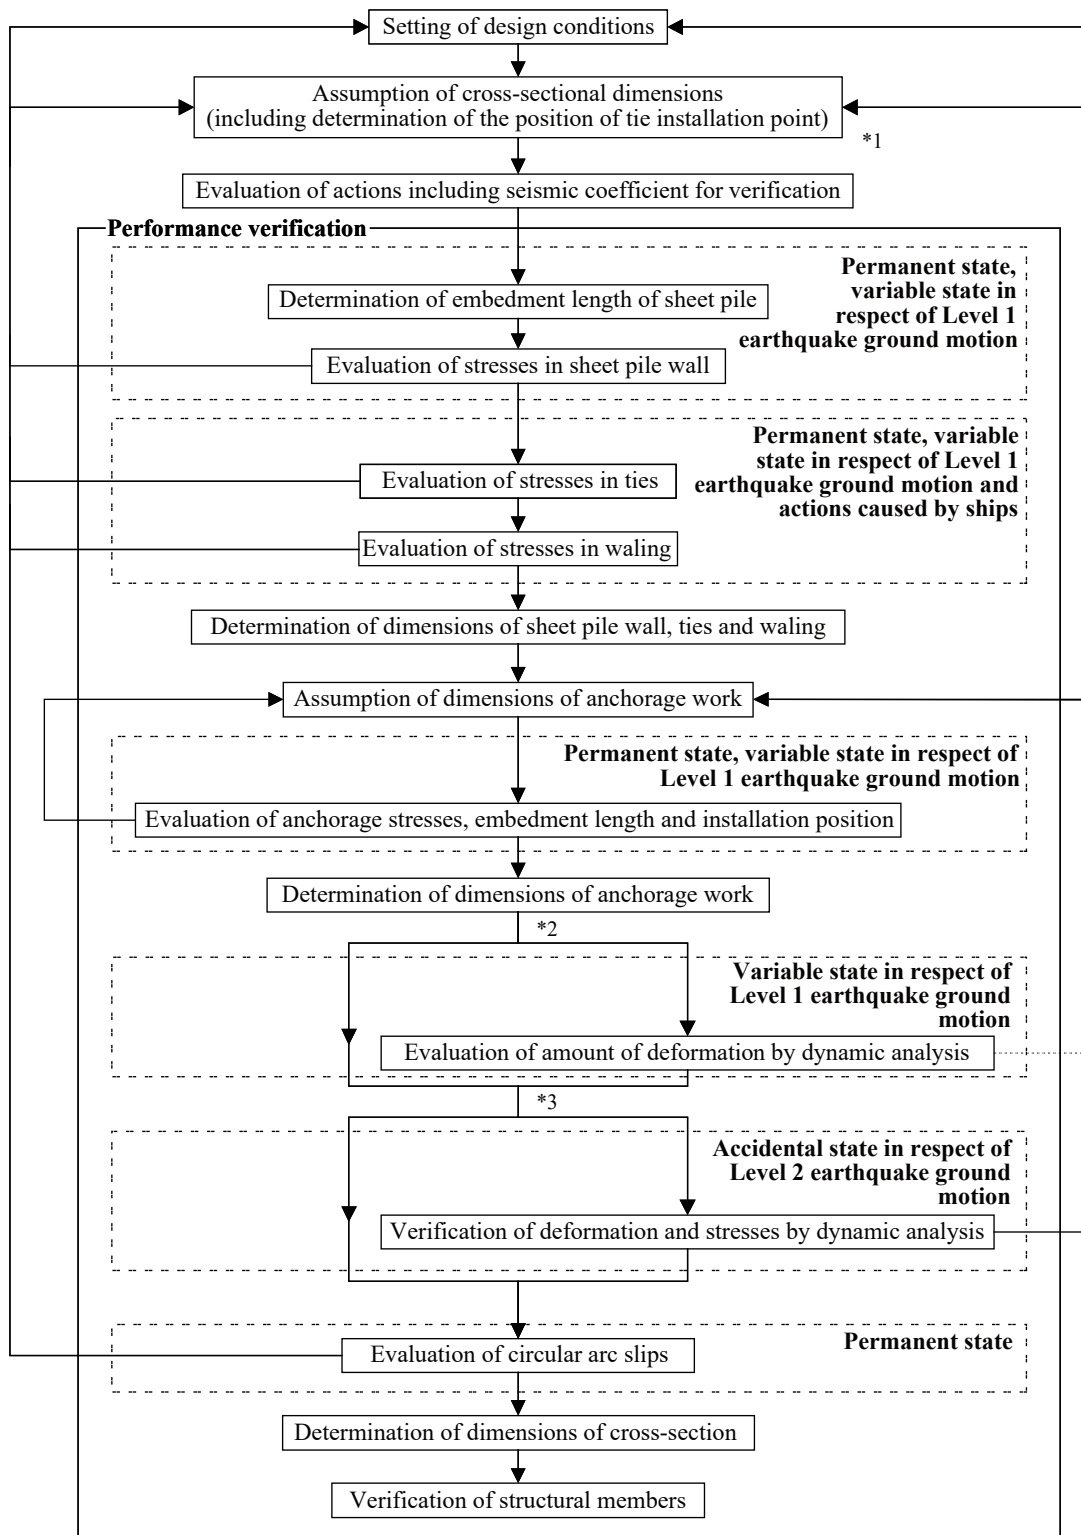 Setting of design conditions
Assumption of cross-sectional dimensions
(including determination of the position of tie installation point)
*1
Evaluation of actions including seismic coefficient for verification
Performance verification
Permanent state,
variable state in
respect of Level 1
earthquake ground motion
Determination of embedment length of sheet pile
Evaluation of stresses in sheet pile wall
Permanent state, variable
state in respect of Level 1
earthquake ground motion and
actions caused by ships
Evaluation of stresses in ties
Evaluation of stresses in waling
Determination of dimensions of sheet pile wall, ties and waling
Assumption of dimensions of anchorage work
Permanent state, variable state in respect of
Level 1 earthquake ground motion
Evaluation of anchorage stresses, embedment length and installation position
Determination of dimensions of anchorage work
*2
Variable state in respect of
Level 1 earthquake ground
motion
Evaluation of amount of deformation by dynamic analysis
*3
Accidental state in respect of
Level 2 earthquake ground
motion
Verification of deformation and stresses by dynamic analysis
Permanent state
Evaluation of circular arc slips
Determination of dimensions of cross-section
Verification of structural members